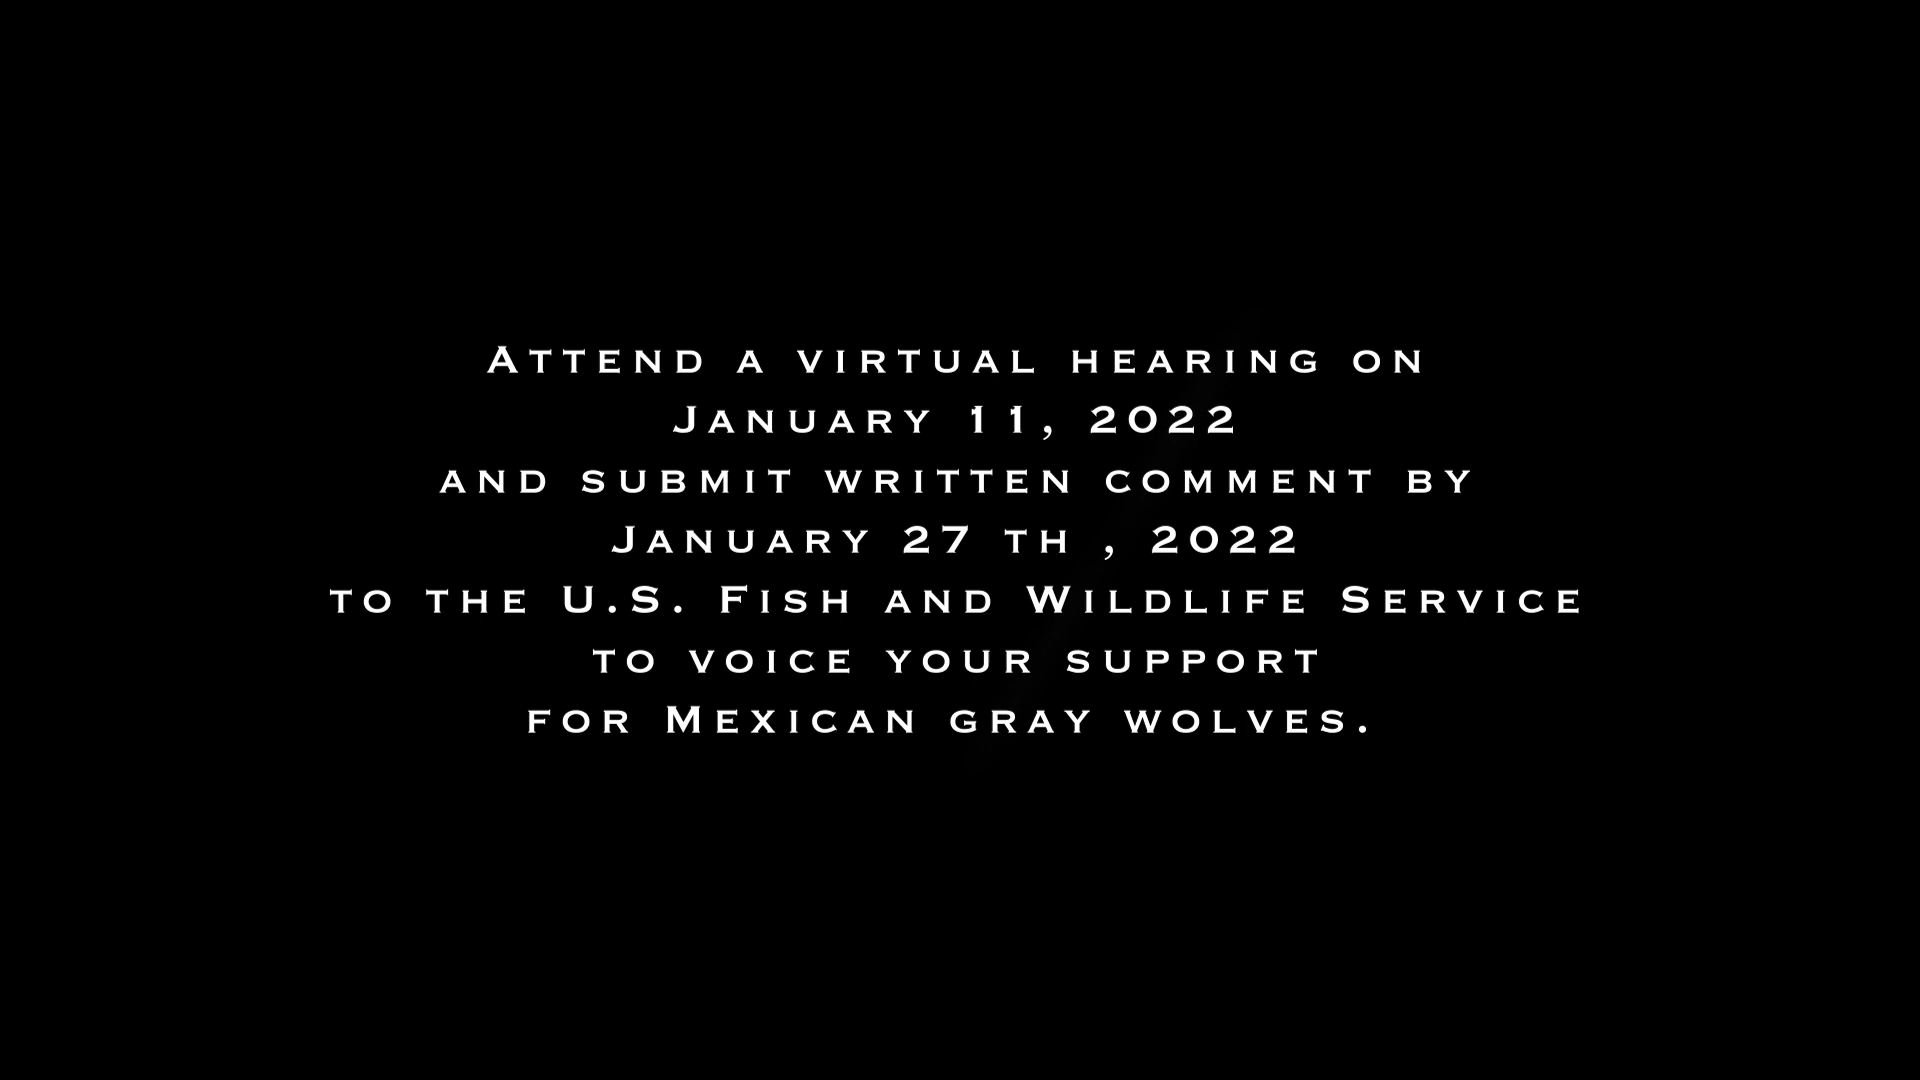 Attend a virtual hearing on
January 11, 2022
and submit written comment by
January 27 th , 2022
to the U.S. Fish and Wildlife Service
to voice your support
for Mexican gray wolves.